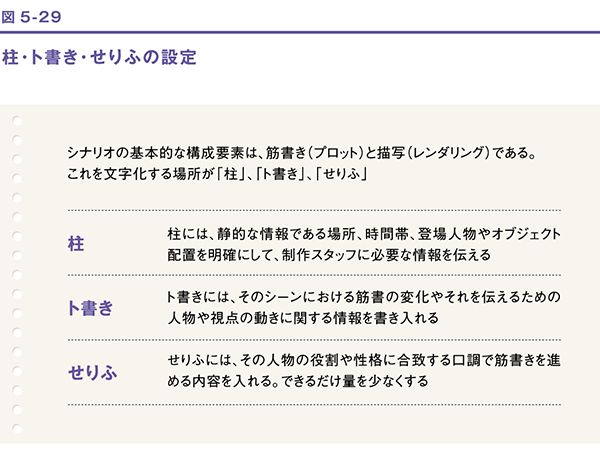 図 5-29
柱・ト書き・せりふの設定
シナリオの基本的な構成要素は、筋書き(プロット)と描写(レンダリング)である。
これを文字化する場所が「柱」、「ト書き」、「せりふ」
柱
柱には、静的な情報である場所、時間帯、登場人物やオブジェクト
配置を明確にして、制作スタッフに必要な情報を伝える
ト書き
ト書きには、そのシーンにおける筋書の変化やそれを伝えるための
人物や視点の動きに関する情報を書き入れる
せりふ
せりふには、その人物の役割や性格に合致する口調で筋書きを進
める内容を入れる。できるだけ量を少なくする